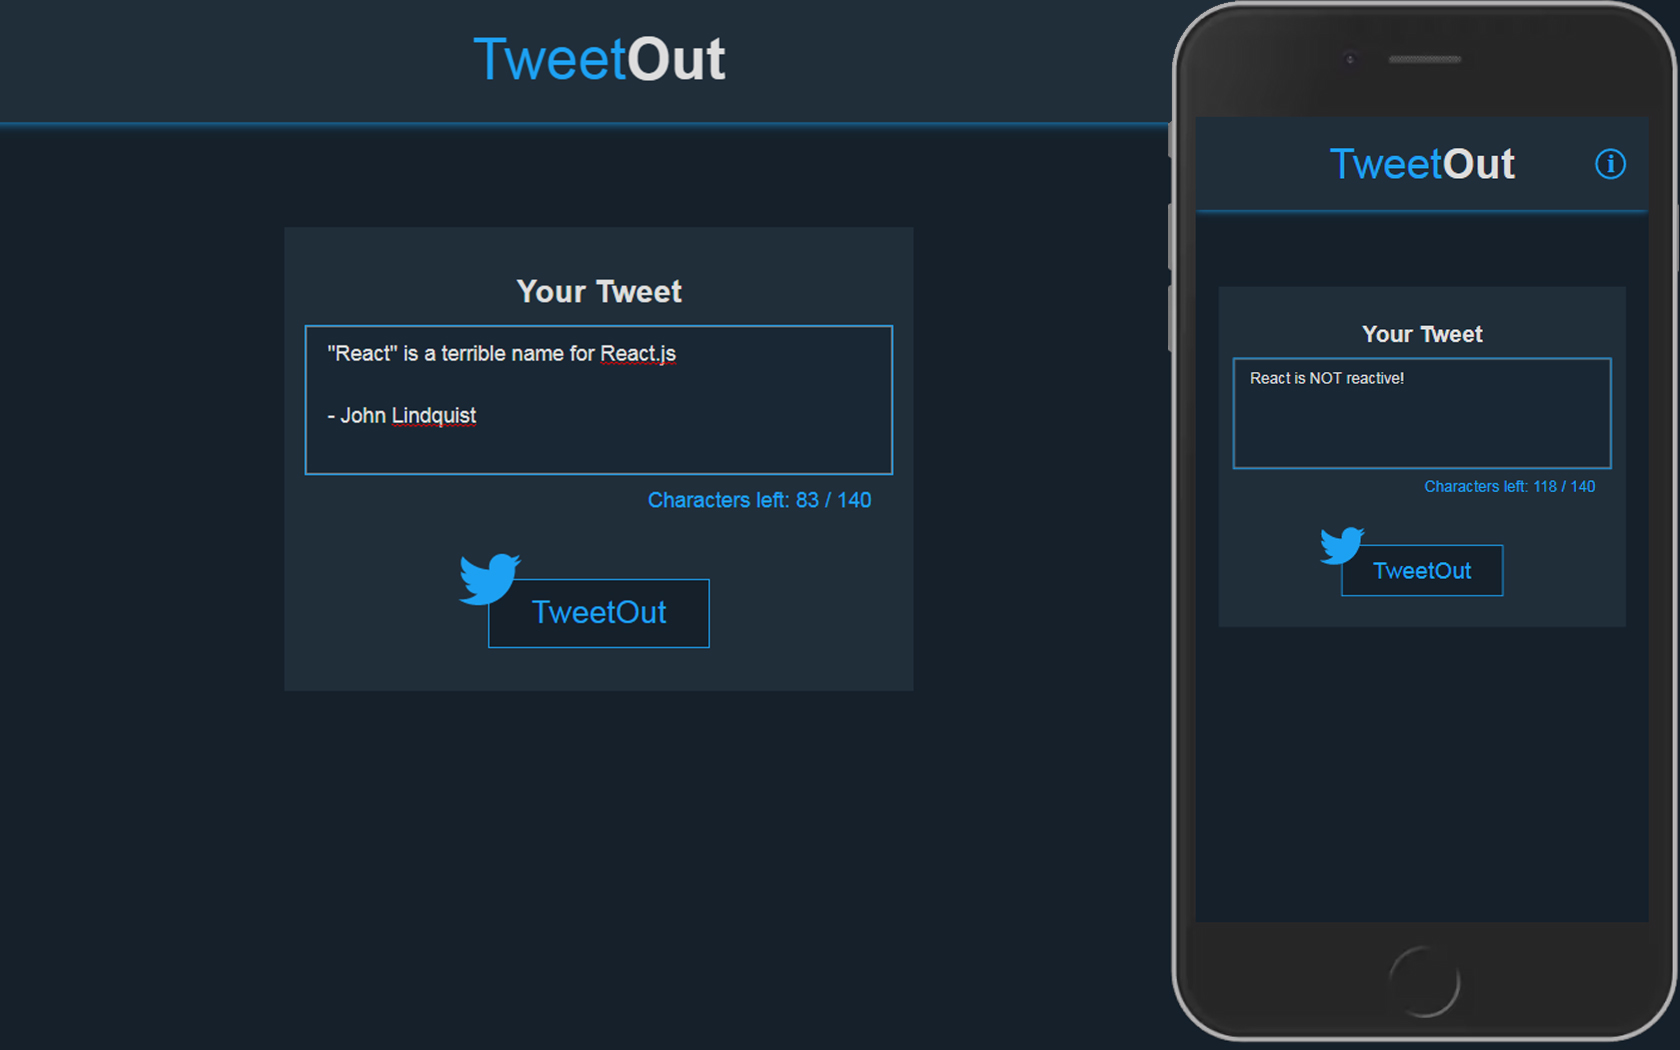 TweetOut
Your Tweet
"React" is a terrible name for React.js
- John Lindquist
Characters left: 83 / 140
TweetOut
TweetOut
Your Tweet
React is NOT reactive!
Characters left: 118 / 140
TweetOut